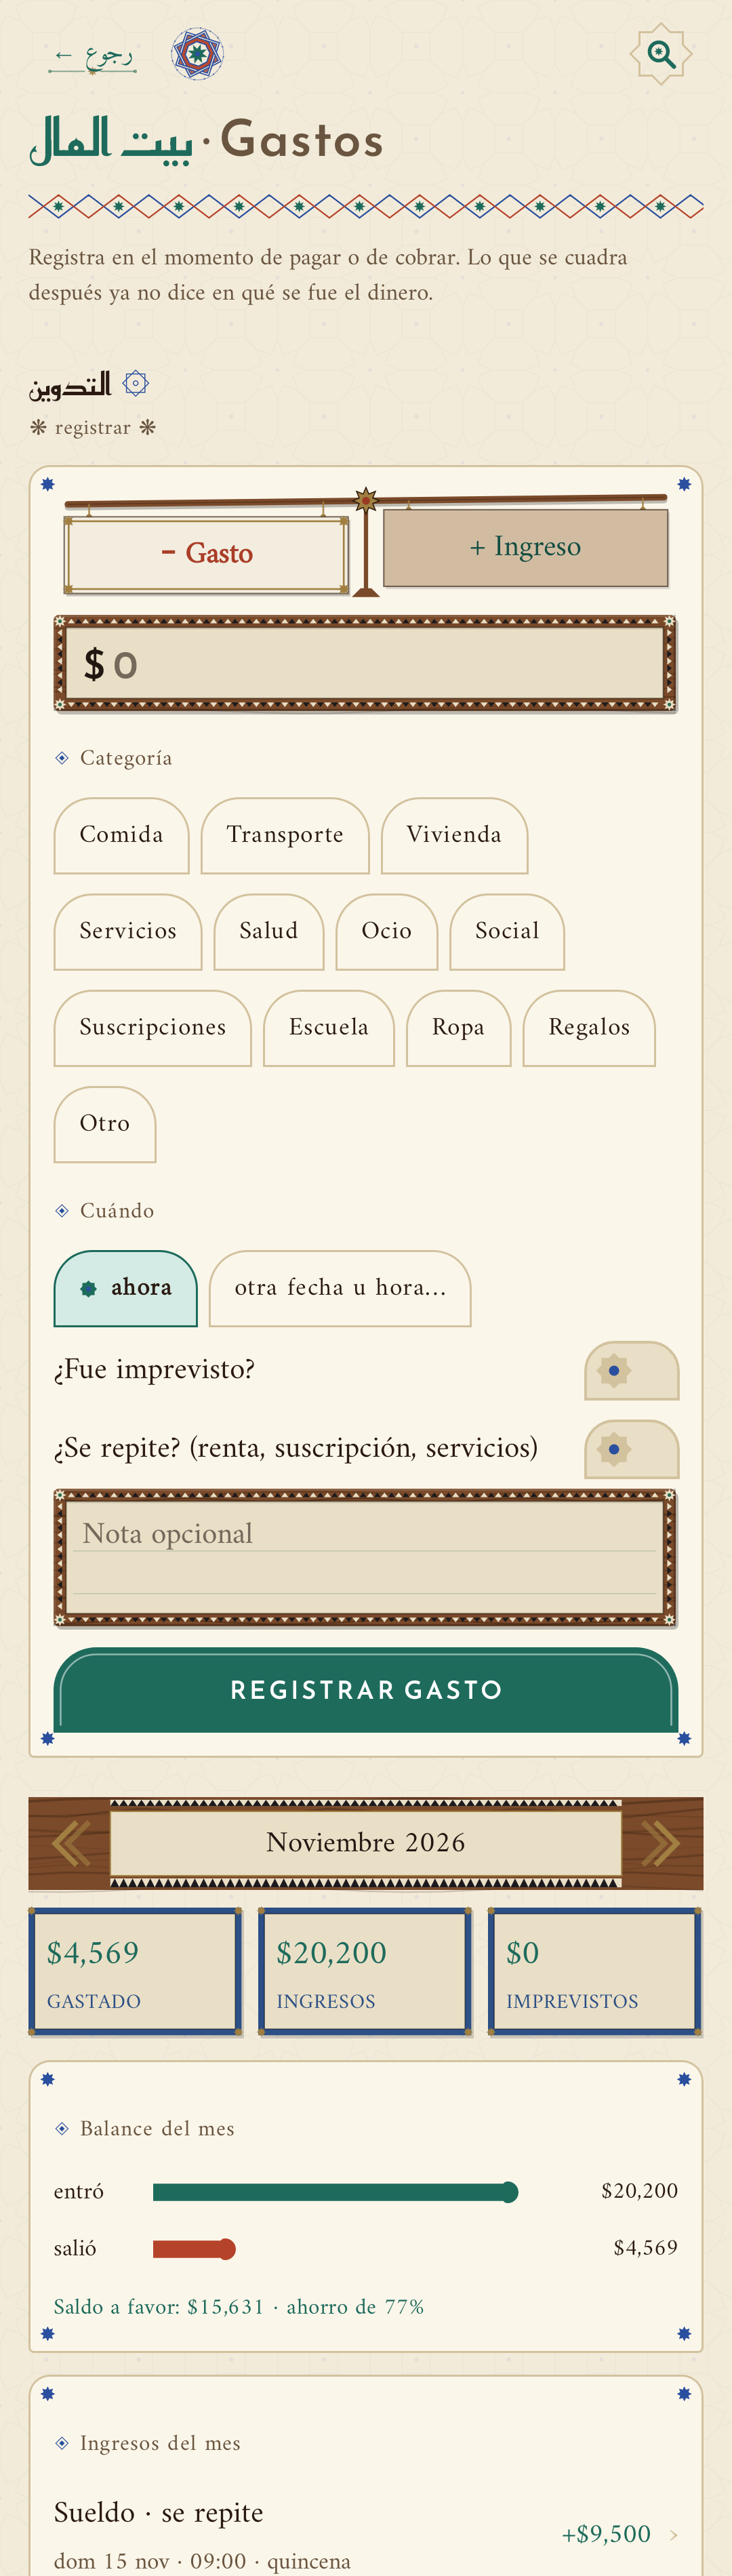 رجوع ←
بيت المال · Gastos
Registra en el momento de pagar o de cobrar. Lo que se cuadra
después ya no dice en qué se fue el dinero.
التدوين
registrar
− Gasto
+ Ingreso
$ 0
Categoría
Comida
Transporte
Vivienda
Servicios
Salud
Ocio
Social
Suscripciones
Escuela
Ropa
Regalos
Otro
Cuándo
ahora
otra fecha u hora...
¿Fue imprevisto?
¿Se repite? (renta, suscripción, servicios)
Nota opcional
REGISTRAR GASTO
Noviembre 2026
$4,569
GASTADO
$20,200
INGRESOS
$0
IMPREVISTOS
Balance del mes
entró $20,200
salió $4,569
Saldo a favor: $15,631 · ahorro de 77%
Ingresos del mes
Sueldo · se repite
+$9,500 ›
dom 15 nov · 09:00 · quincena